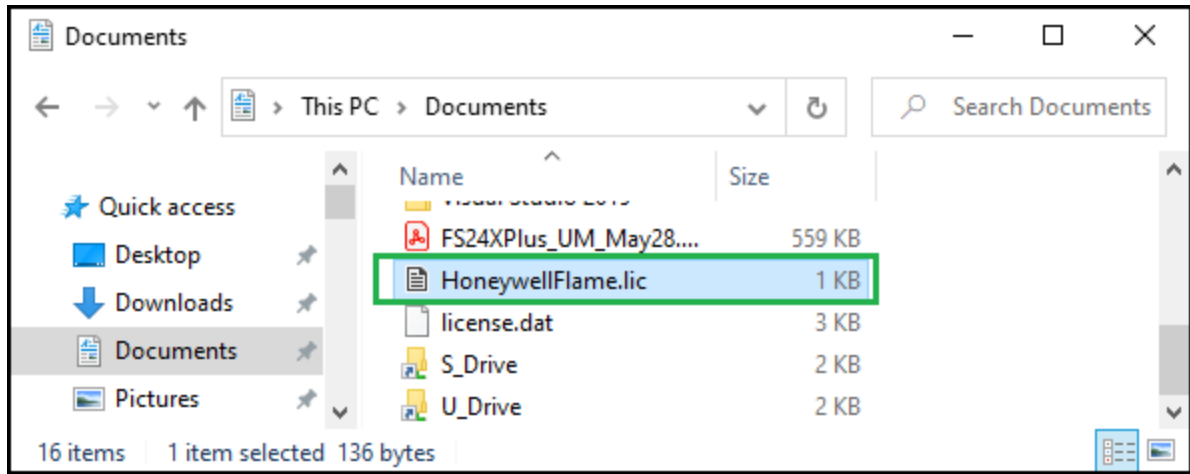 Documents
This PC > Documents
Search Documents
Name
Size
Quick access
Desktop
Downloads
Documents
Pictures
FS24XPlus_UM_May28.... 559 KB
HoneywellFlame.lic 1 KB
license.dat 3 KB
S_Drive 2 KB
U_Drive 2 KB
16 items 1 item selected 136 bytes